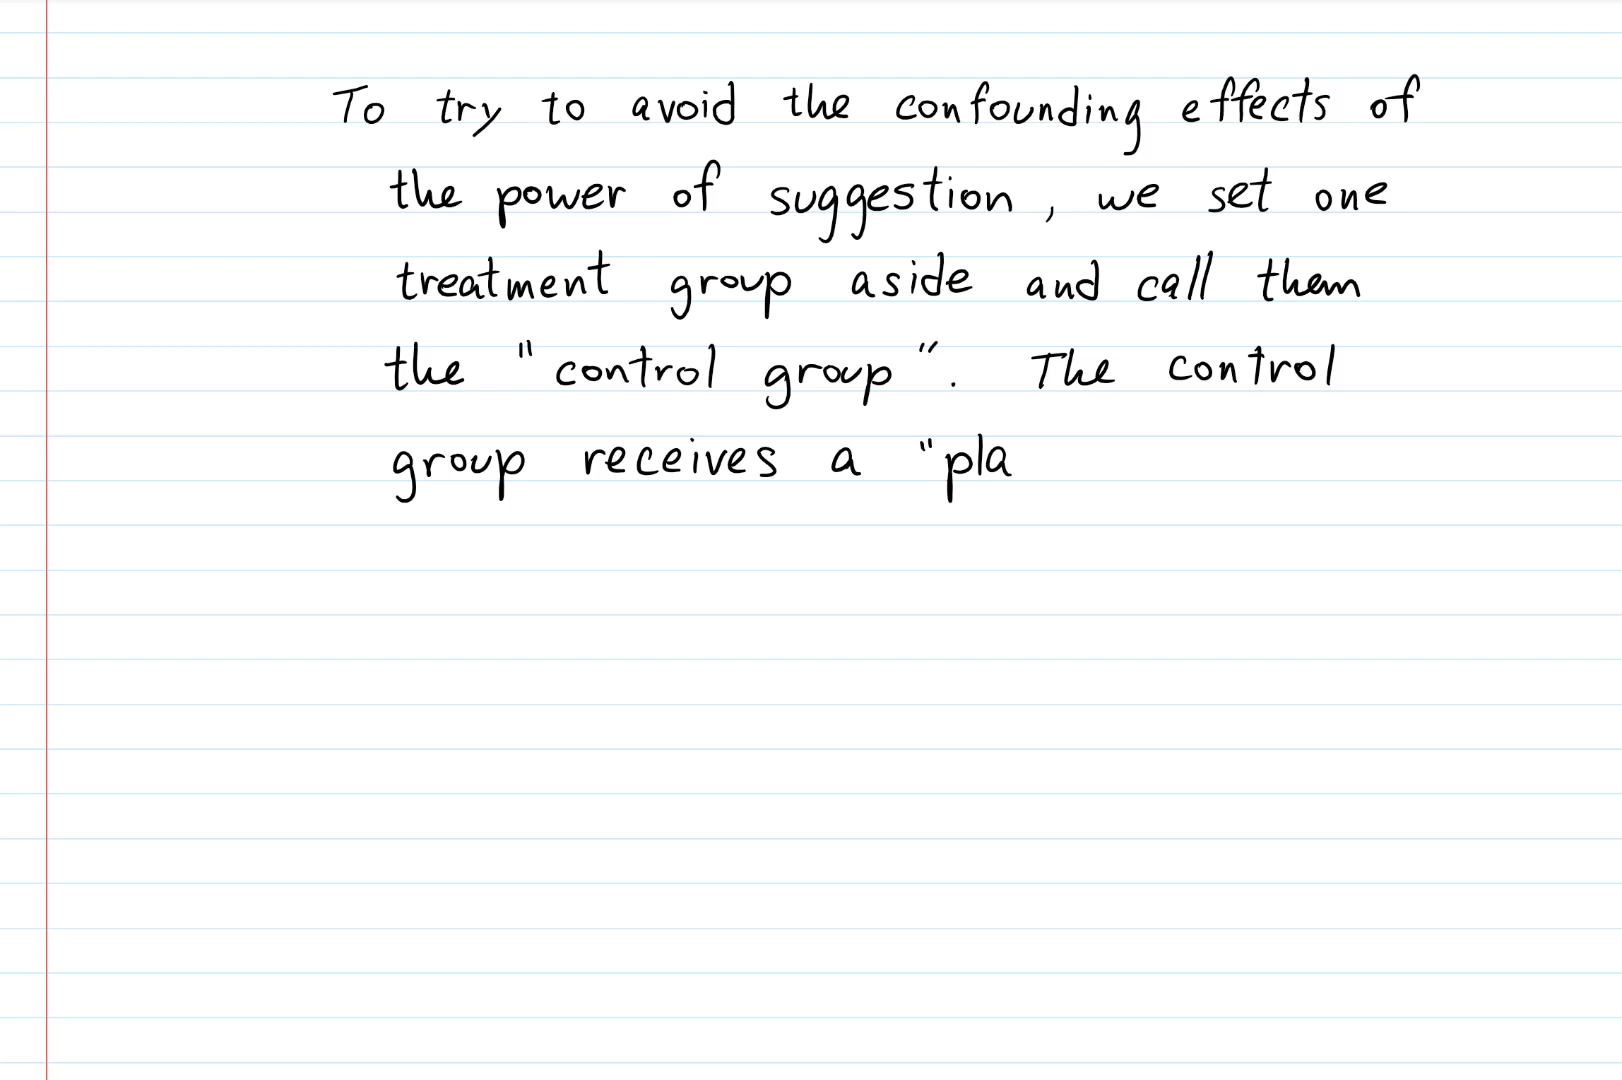 To try to avoid the confounding effects of
the power of suggestion, we set one
treatment group aside and call them
the "control group". The control
group receives a "pla